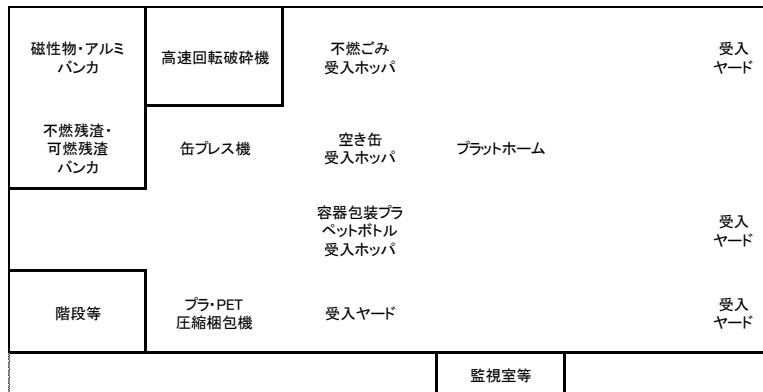 磁性物・アルミ
バンカ
高速回転破砕機
不燃ごみ
受入ホッパ
受入
ヤード
不燃残渣・
可燃残渣
バンカ
缶プレス機
空き缶
受入ホッパ
プラットホーム
容器包装プラ
ペットボトル
受入ホッパ
受入
ヤード
階段等
プラ・PET
圧縮梱包機
受入ヤード
受入
ヤード
監視室等